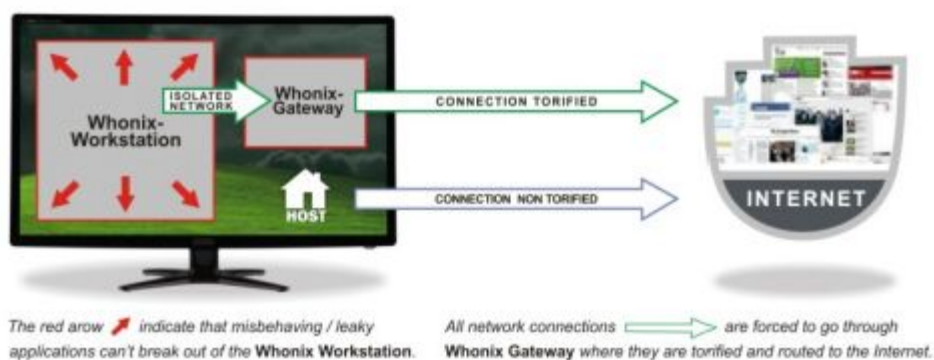 ISOLATED
NETWORK
Whonix-
Workstation
Whonix-
Gateway
CONNECTION TORIFIED
HOST
CONNECTION NON TORIFIED
INTERNET
The red arow indicate that misbehaving / leaky
applications can't break out of the Whonix Workstation.
All network connections are forced to go through
Whonix Gateway where they are torified and routed to the Internet.